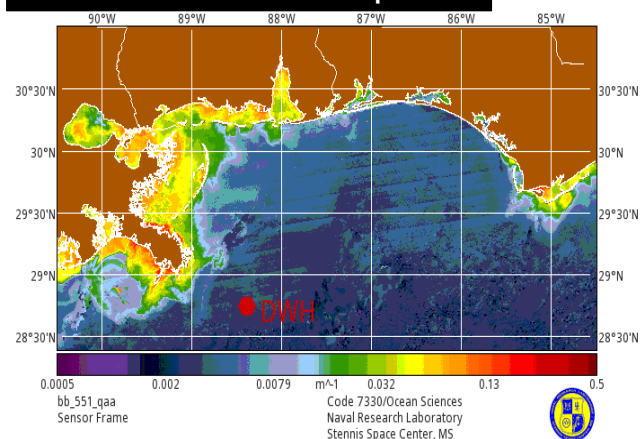 90°W 89°W 88°W 87°W 86°W 85°W
30°30'N 30°30'N
30°N 30°N
29°30'N 29°30'N
29°N 29°N
DWH
28°30'N 28°30'N
0.0005 0.002 0.0079 m^-1 0.032 0.13 0.5
bb_551_qaa Code 7330/Ocean Sciences
Sensor Frame Naval Research Laboratory
Stennis Space Center, MS